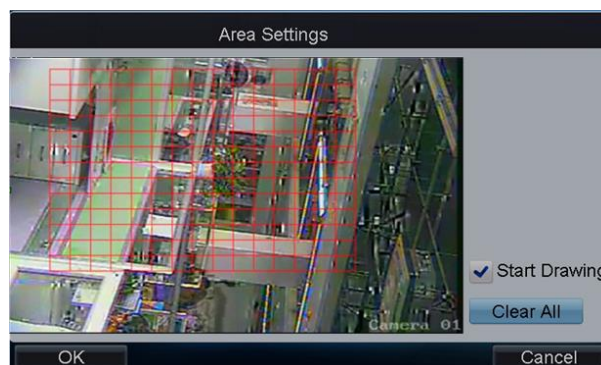 Area Settings
Start Drawing
Camera 01
Clear All
OK
Cancel